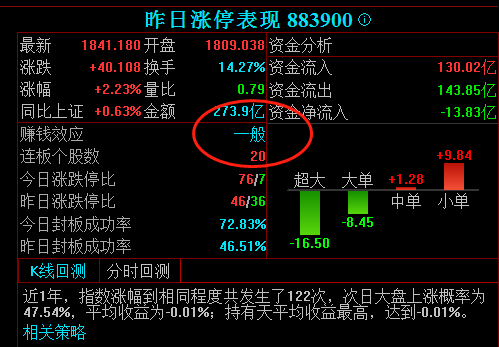 昨日涨停表现 883900
最新 1841.180 开盘 1809.038 资金分析
涨跌 +40.108 换手 14.27% 资金流入 130.02亿
涨幅 +2.23% 量比 0.79 资金流出 143.85亿
同比上证 +0.63% 金额 273.9亿 资金净流入 -13.83亿
赚钱效应 一般
连板个股数 20
今日涨跌停比 76/7
昨日涨跌停比 46/36
今日封板成功率 72.83%
昨日封板成功率 46.51%
超大 大单 +1.28 +9.84
-16.50 -8.45 中单 小单
K线回测 分时回测
近1年，指数涨幅到相同程度共发生了122次，次日大盘上涨概率为
47.54%，平均收益为-0.01%；持有天平均收益最高，达到-0.01%。
相关策略